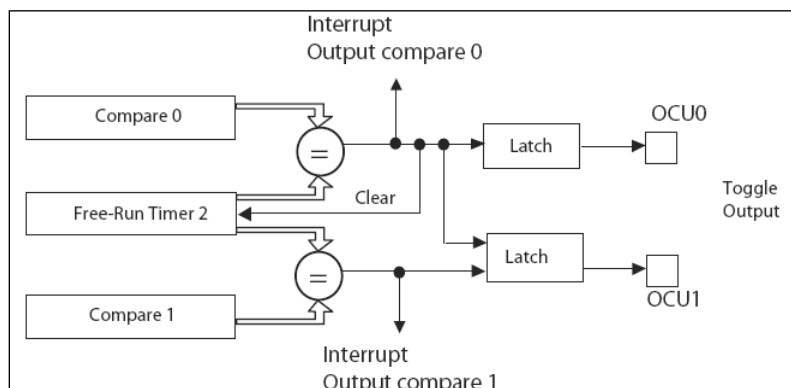 Interrupt
Output compare 0
Compare 0
OCU0
=
Latch
Toggle
Output
Clear
Free-Run Timer 2
=
Latch
OCU1
Compare 1
Interrupt
Output compare 1